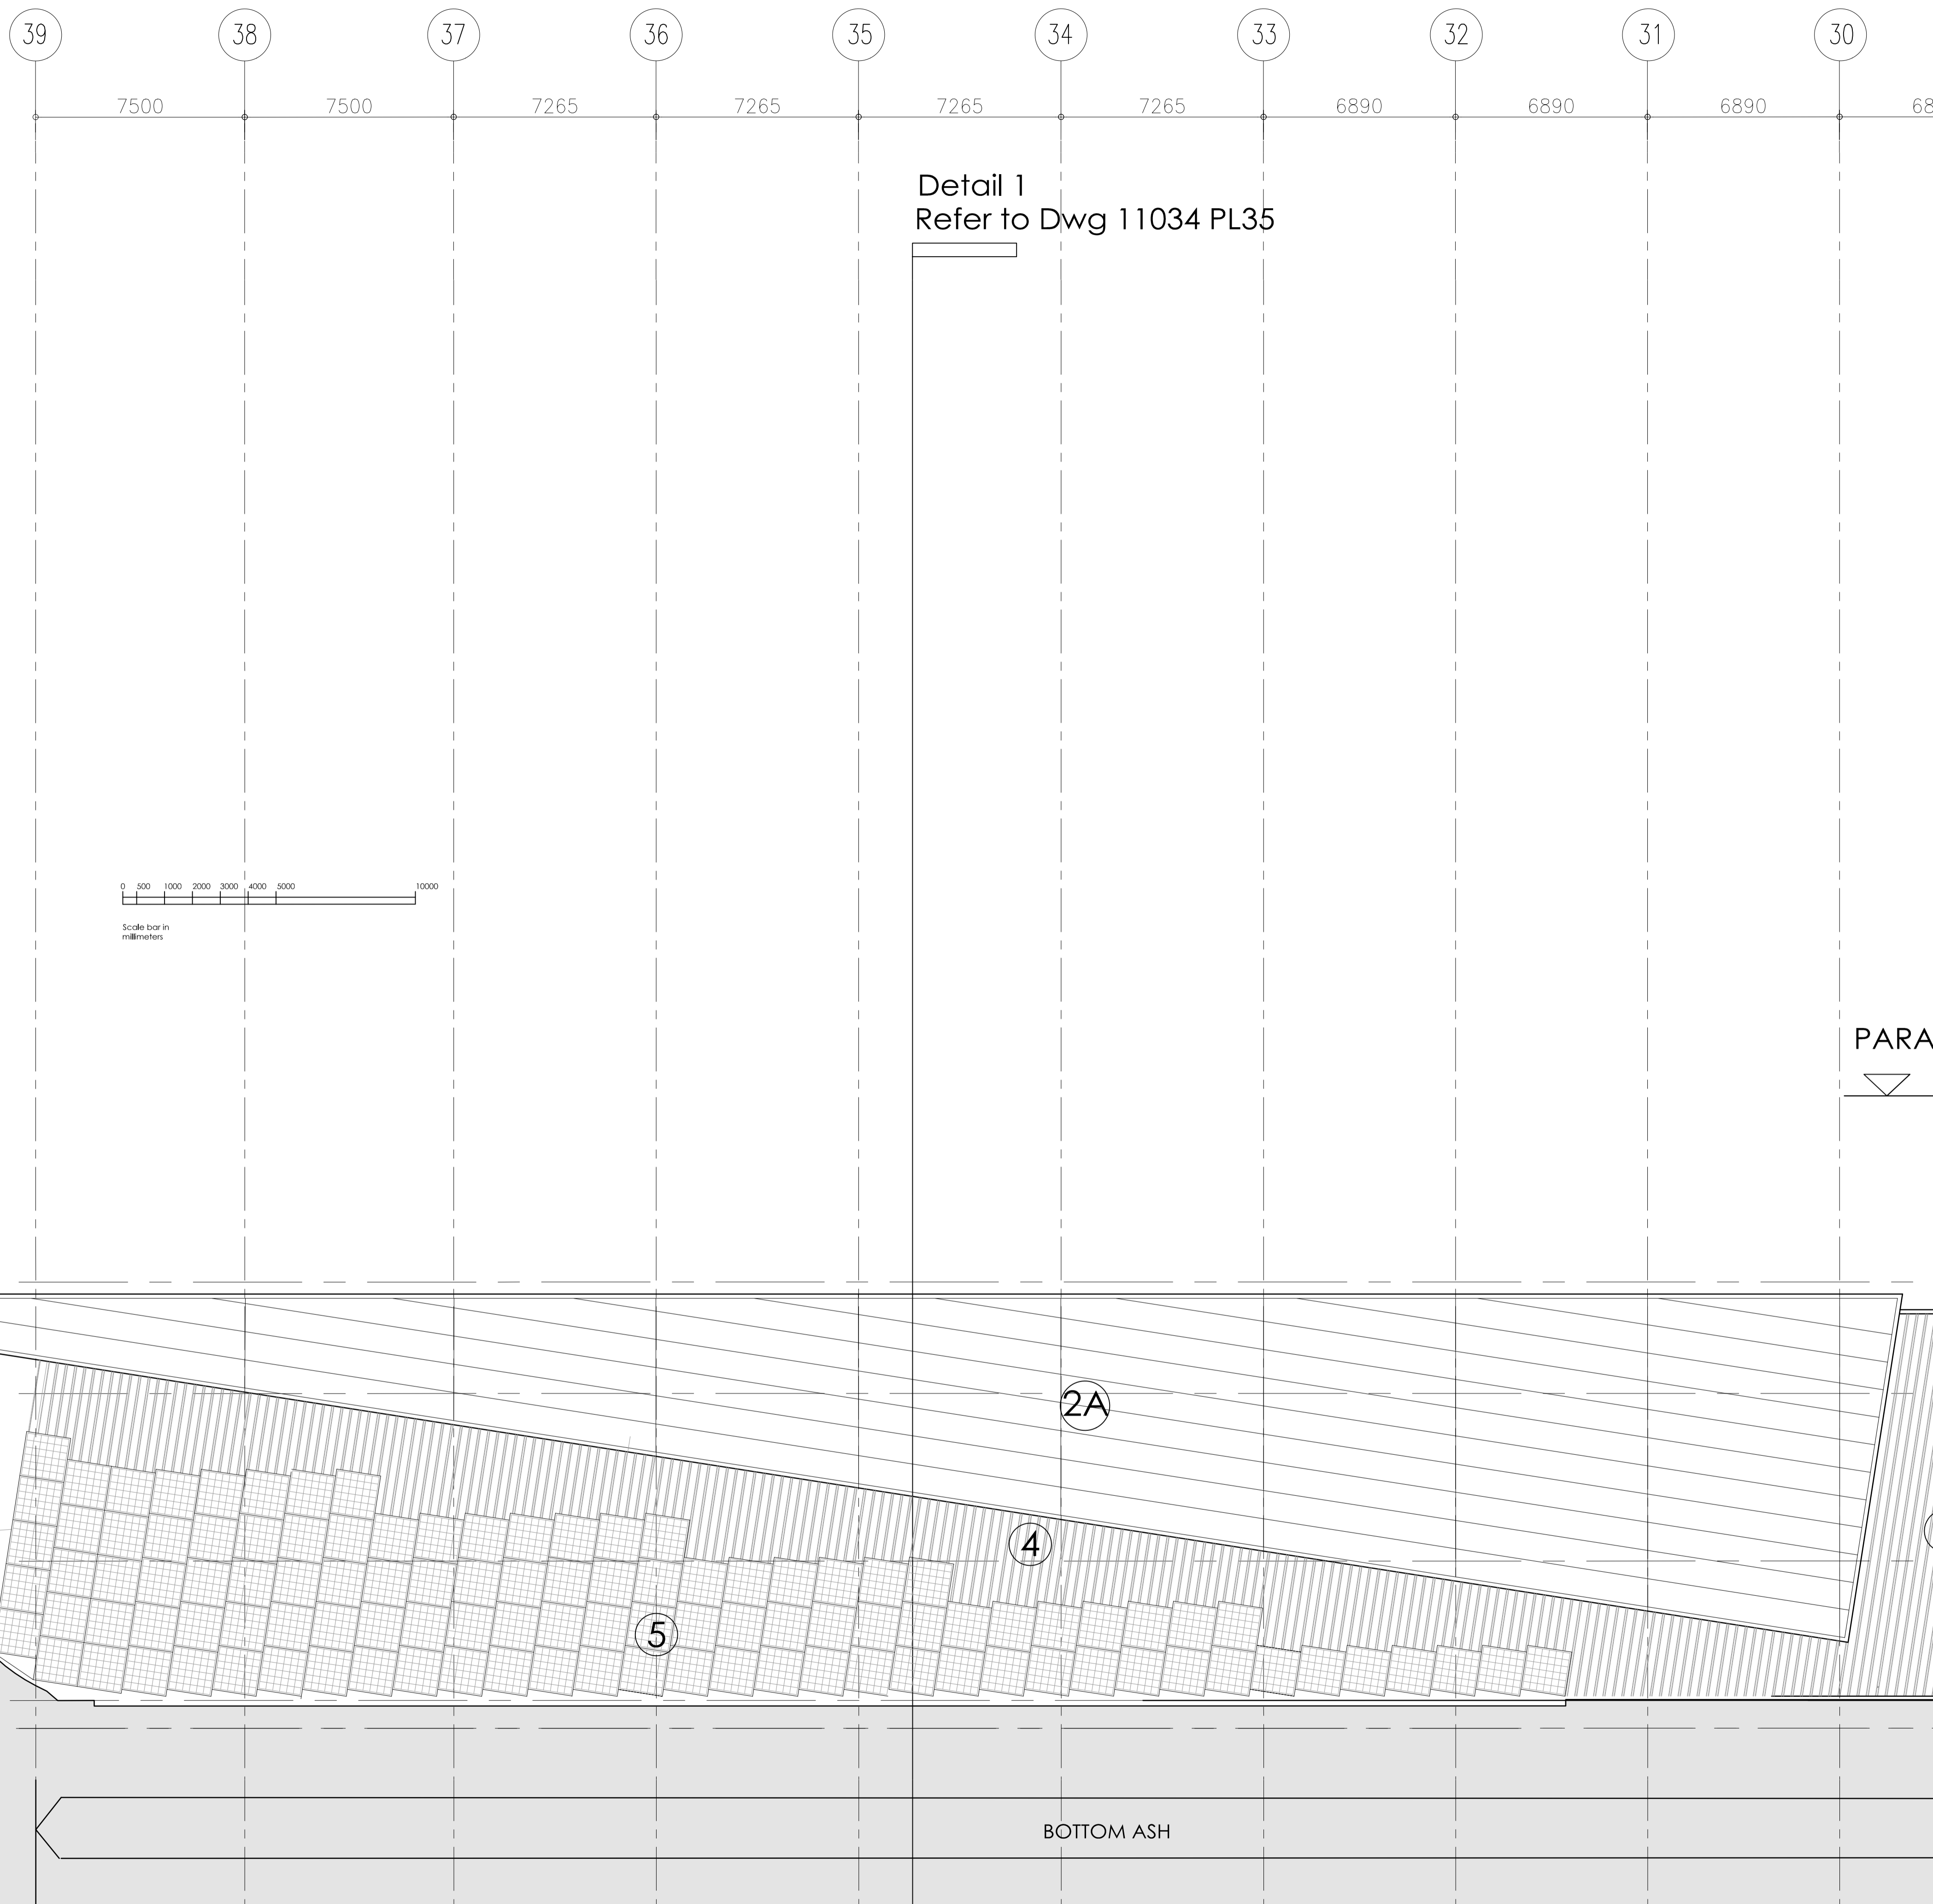 39 38 37 36 35 34 33 32 31 30
7500 7500 7265 7265 7265 7265 6890 6890 6890
Detail 1
Refer to Dwg 11034 PL35
0 500 1000 2000 3000 4000 5000 10000
Scale bar in
millimeters
PARA
2A
4
5
BOTTOM ASH